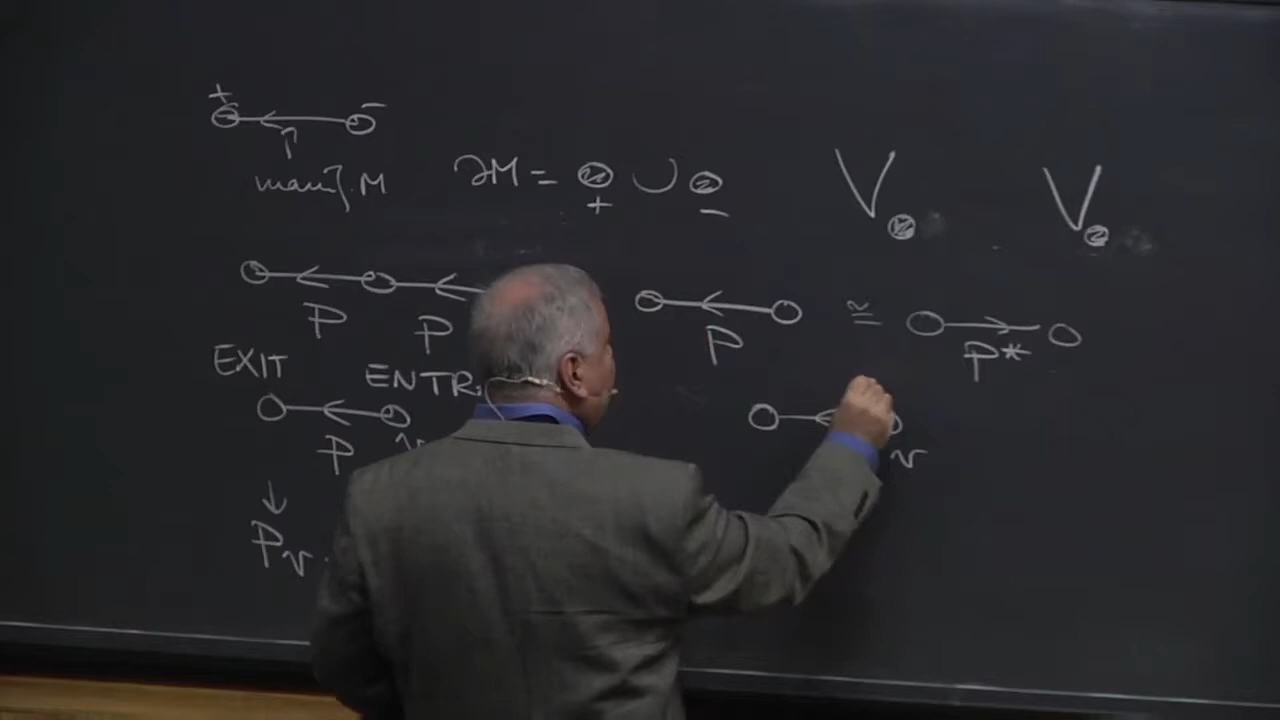 + −
manif. M
∂M = ∪
+ −
V V
P P
P ≅ P*
EXIT ENTR
P v
v
P v